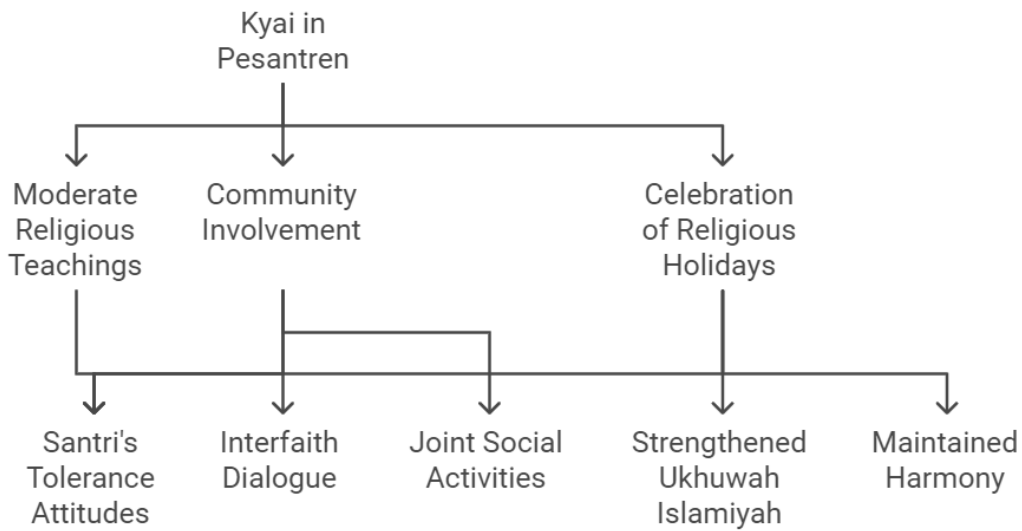 Kyai in
Pesantren
Moderate
Religious
Teachings
Community
Involvement
Celebration
of Religious
Holidays
Santri's
Tolerance
Attitudes
Interfaith
Dialogue
Joint Social
Activities
Strengthened
Ukhuwah
Islamiyah
Maintained
Harmony